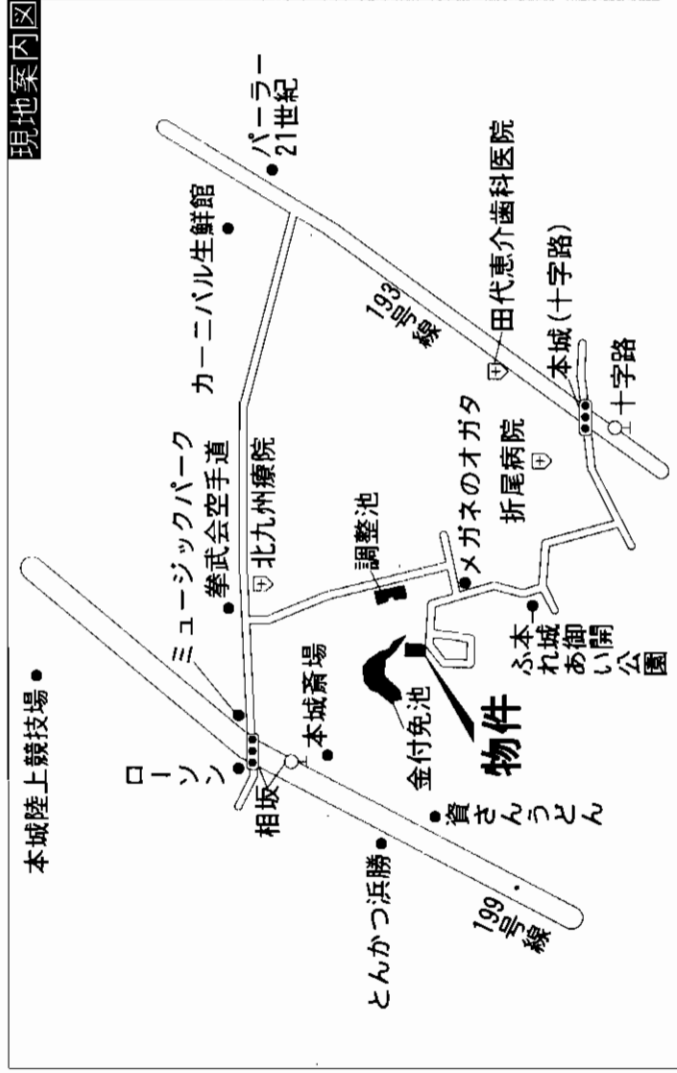 現地案内図
本城陸上競技場
ローソン
ミュージックパーク
拳武会空手道
北九州療院
カーニバル生鮮館
パーラー
21世紀
相坂
本城斎場
調整池
193
号
線
田代恵介歯科医院
とんかつ浜勝
資さんうどん
金付免池
物件
メガネのオガタ
折尾病院
本城(十字路)
十字路
本城御開
ふれあい公園
199
号
線